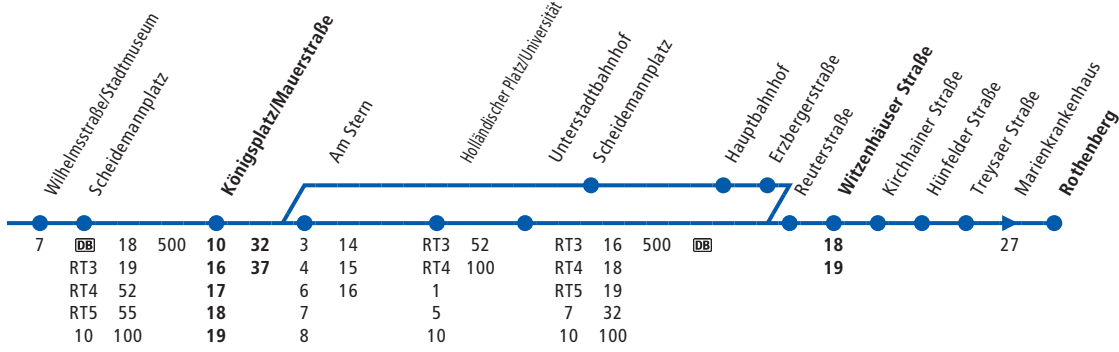 Wilhelmsstraße/Stadtmuseum
Scheidemannplatz
Königsplatz/Mauerstraße
Am Stern
Holländischer Platz/Universität
Unterstadtbahnhof
Scheidemannplatz
Hauptbahnhof
Erzbergerstraße
Reuterstraße
Witzenhäuser Straße
Kirchhainer Straße
Hünfelder Straße
Treysaer Straße
Marienkrankenhaus
Rothenberg
7 DB 18 500 10 32 3 14 RT3 52 RT3 16 500 DB 18 27
RT3 19 16 37 4 15 RT4 100 RT4 18 19
RT4 52 17 6 16 1 RT5 19
RT5 55 18 7 5 7 32
10 100 19 8 10 10 100